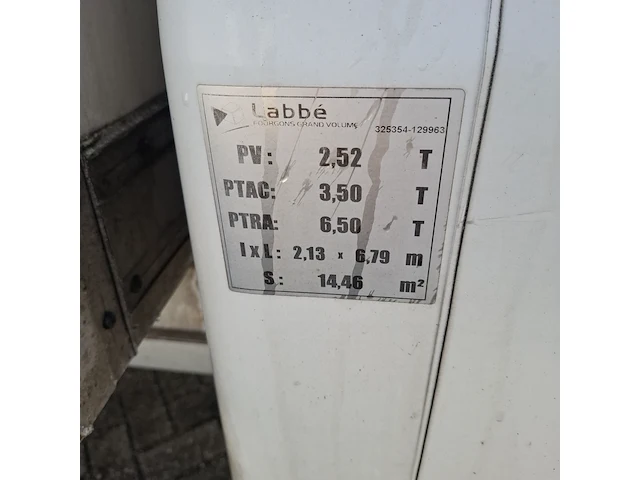 Labbé
FOURGONS GRAND VOLUME
325354-129963
PV: 2,52 T
PTAC: 3,50 T
PTRA: 6,50 T
l x L: 2,13 x 6,79 m
S: 14,46 m²